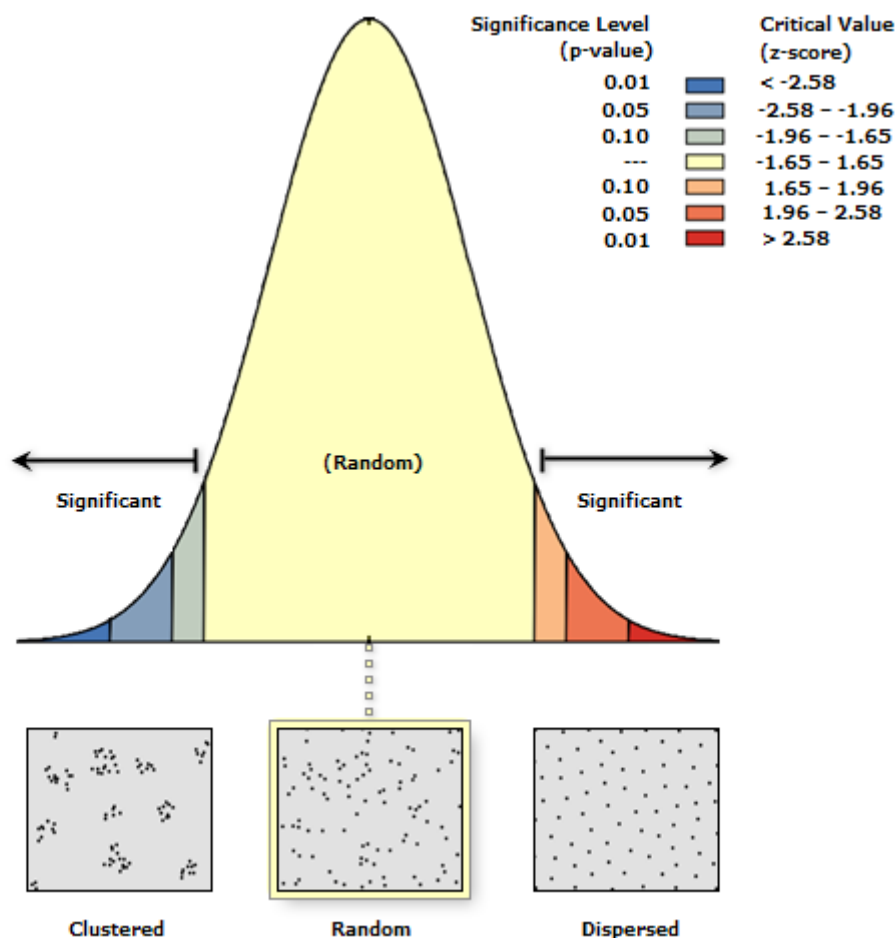 Significance Level Critical Value
(p-value) (z-score)
0.01 < -2.58
0.05 -2.58 – -1.96
0.10 -1.96 – -1.65
--- -1.65 – 1.65
0.10 1.65 – 1.96
0.05 1.96 – 2.58
0.01 > 2.58
(Random)
Significant Significant
Clustered Random Dispersed